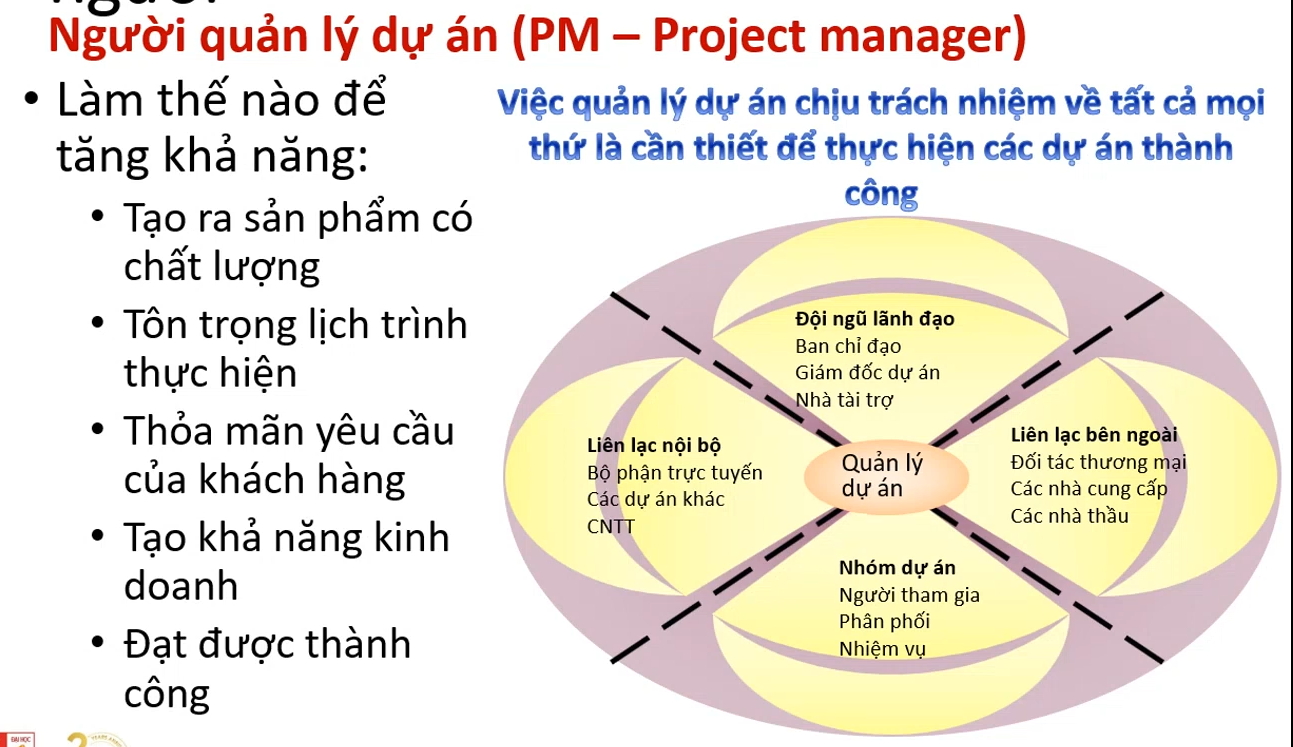 Người quản lý dự án (PM – Project manager)
• Làm thế nào để
tăng khả năng:
• Tạo ra sản phẩm có
chất lượng
• Tôn trọng lịch trình
thực hiện
• Thỏa mãn yêu cầu
của khách hàng
• Tạo khả năng kinh
doanh
• Đạt được thành
công
Việc quản lý dự án chịu trách nhiệm về tất cả mọi
thứ là cần thiết để thực hiện các dự án thành
công
Đội ngũ lãnh đạo
Ban chỉ đạo
Giám đốc dự án
Nhà tài trợ
Liên lạc nội bộ
Bộ phận trực tuyến
Các dự án khác
CNTT
Quản lý
dự án
Liên lạc bên ngoài
Đối tác thương mại
Các nhà cung cấp
Các nhà thầu
Nhóm dự án
Người tham gia
Phân phối
Nhiệm vụ
ĐẠI HỌC